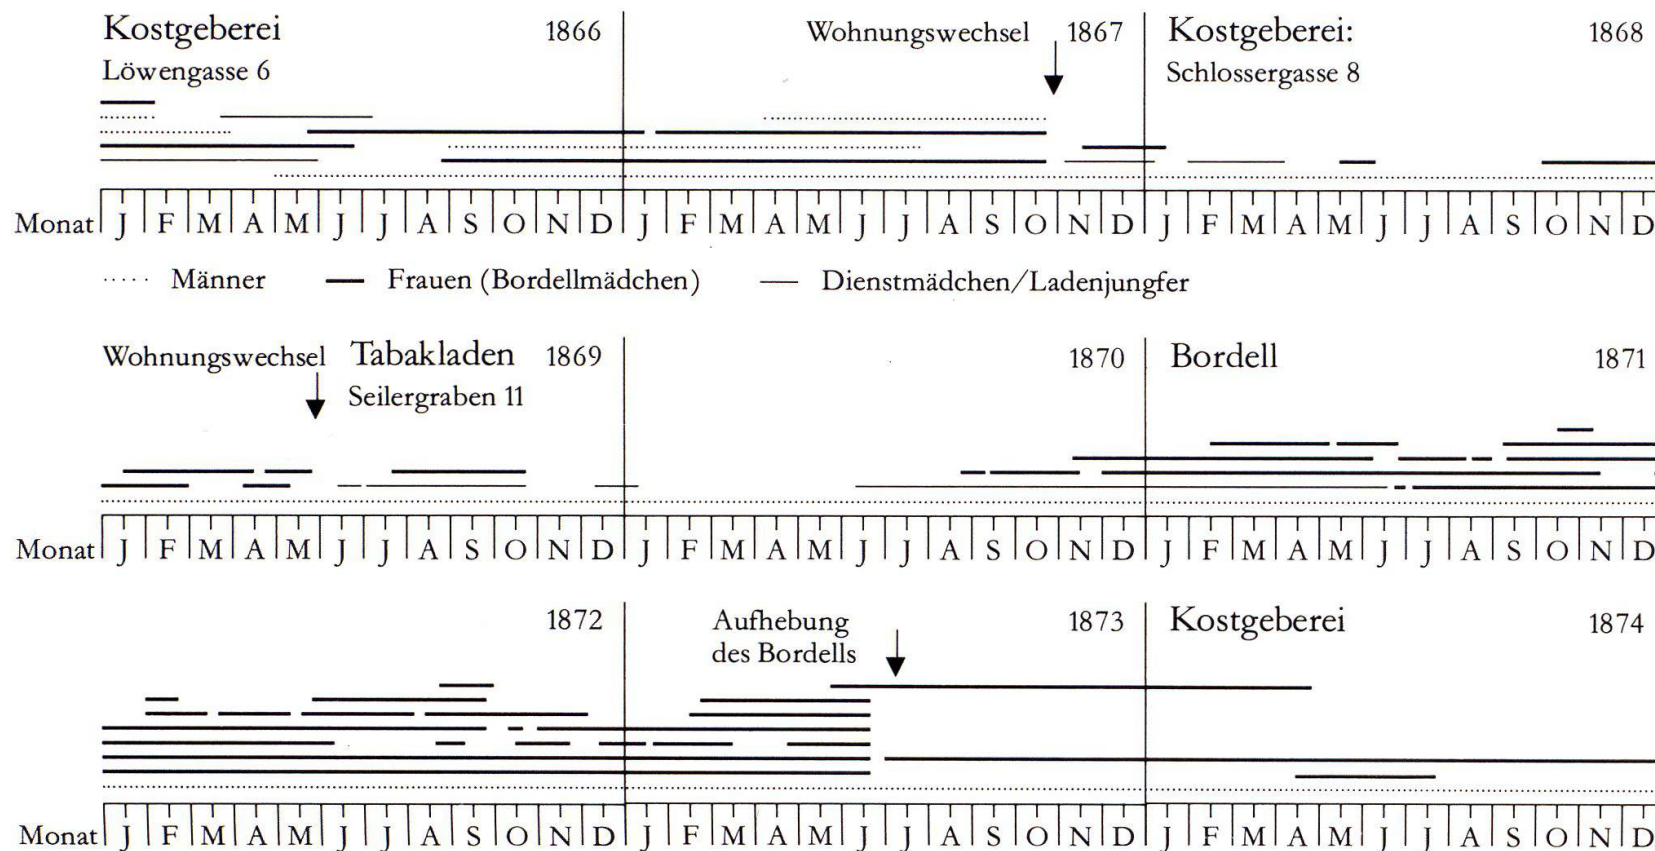 Kostgeberei 1866 Wohnungswechsel 1867 Kostgeberei: 1868
Löwengasse 6 Schlossergasse 8
Monat J F M A M J J A S O N D J F M A M J J A S O N D J F M A M J J A S O N D
..... Männer — Frauen (Bordellmädchen) — Dienstmädchen/Ladenjungfer
Wohnungswechsel Tabakladen 1869 1870 Bordell 1871
Seilergraben 11
Monat J F M A M J J A S O N D J F M A M J J A S O N D J F M A M J J A S O N D
1872 Aufhebung 1873 Kostgeberei 1874
des Bordells
Monat J F M A M J J A S O N D J F M A M J J A S O N D J F M A M J J A S O N D